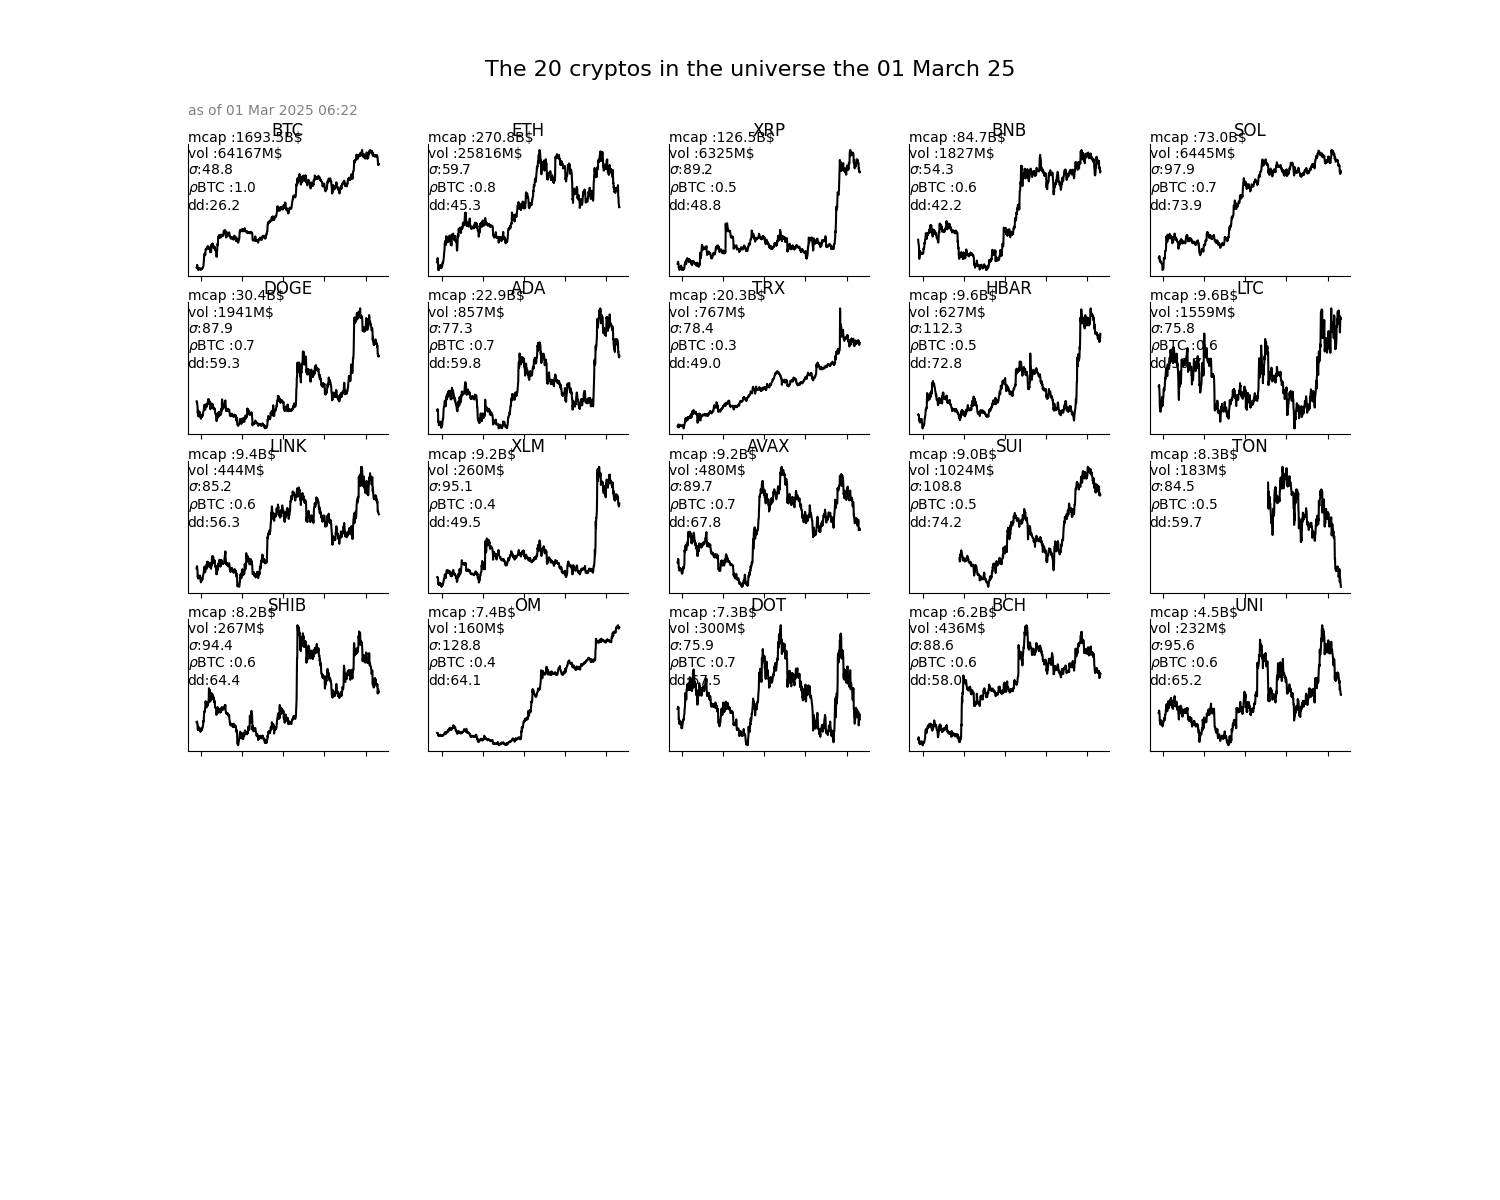 The 20 cryptos in the universe the 01 March 25
as of 01 Mar 2025 06:22
BTC
mcap :1693.5B$
vol :64167M$
σ:48.8
ρBTC :1.0
dd:26.2
ETH
mcap :270.8B$
vol :25816M$
σ:59.7
ρBTC :0.8
dd:45.3
XRP
mcap :126.5B$
vol :6325M$
σ:89.2
ρBTC :0.5
dd:48.8
BNB
mcap :84.7B$
vol :1827M$
σ:54.3
ρBTC :0.6
dd:42.2
SOL
mcap :73.0B$
vol :6445M$
σ:97.9
ρBTC :0.7
dd:73.9
DOGE
mcap :30.4B$
vol :1941M$
σ:87.9
ρBTC :0.7
dd:59.3
ADA
mcap :22.9B$
vol :857M$
σ:77.3
ρBTC :0.7
dd:59.8
TRX
mcap :20.3B$
vol :767M$
σ:78.4
ρBTC :0.3
dd:49.0
HBAR
mcap :9.6B$
vol :627M$
σ:112.3
ρBTC :0.5
dd:72.8
LTC
mcap :9.6B$
vol :1559M$
σ:75.8
ρBTC :0.6
LINK
mcap :9.4B$
vol :444M$
σ:85.2
ρBTC :0.6
dd:56.3
XLM
mcap :9.2B$
vol :260M$
σ:95.1
ρBTC :0.4
dd:49.5
AVAX
mcap :9.2B$
vol :480M$
σ:89.7
ρBTC :0.7
dd:67.8
SUI
mcap :9.0B$
vol :1024M$
σ:108.8
ρBTC :0.5
dd:74.2
TON
mcap :8.3B$
vol :183M$
σ:84.5
ρBTC :0.5
dd:59.7
SHIB
mcap :8.2B$
vol :267M$
σ:94.4
ρBTC :0.6
dd:64.4
OM
mcap :7.4B$
vol :160M$
σ:128.8
ρBTC :0.4
dd:64.1
DOT
mcap :7.3B$
vol :300M$
σ:75.9
ρBTC :0.7
dd:67.5
BCH
mcap :6.2B$
vol :436M$
σ:88.6
ρBTC :0.6
dd:58.0
UNI
mcap :4.5B$
vol :232M$
σ:95.6
ρBTC :0.6
dd:65.2